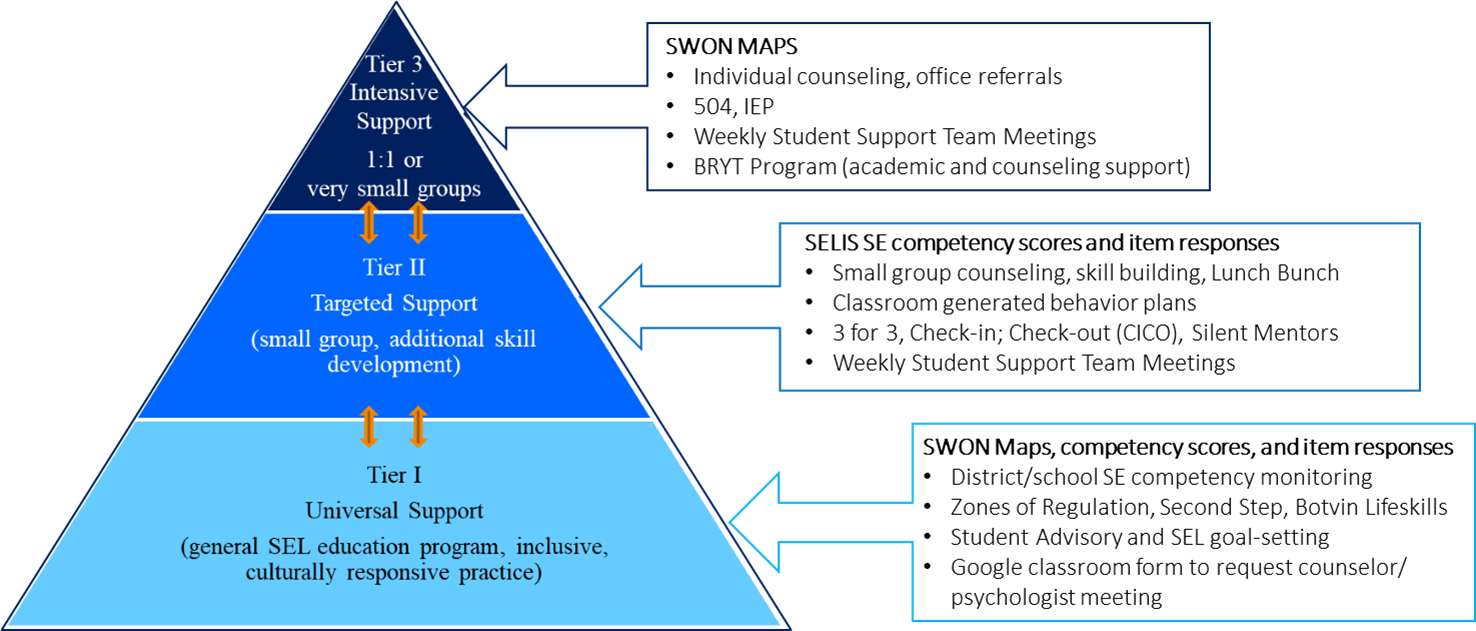 Tier 3
Intensive
Support
1:1 or
very small groups
SWON MAPS
• Individual counseling, office referrals
• 504, IEP
• Weekly Student Support Team Meetings
• BRYT Program (academic and counseling support)
Tier II
Targeted Support
(small group, additional skill
development)
SELIS SE competency scores and item responses
• Small group counseling, skill building, Lunch Bunch
• Classroom generated behavior plans
• 3 for 3, Check-in; Check-out (CICO), Silent Mentors
• Weekly Student Support Team Meetings
Tier I
Universal Support
(general SEL education program, inclusive,
culturally responsive practice)
SWON Maps, competency scores, and item responses
• District/school SE competency monitoring
• Zones of Regulation, Second Step, Botvin Lifeskills
• Student Advisory and SEL goal-setting
• Google classroom form to request counselor/
psychologist meeting